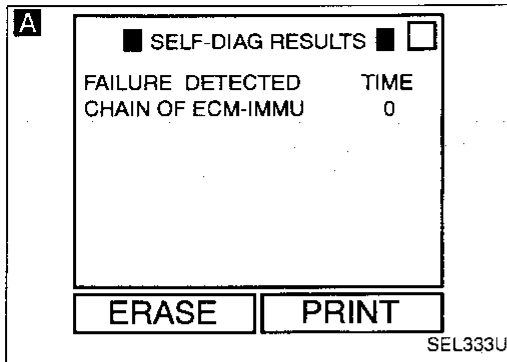 A
SELF-DIAG RESULTS
FAILURE DETECTED TIME
CHAIN OF ECM-IMMU 0
ERASE PRINT
SEL333U